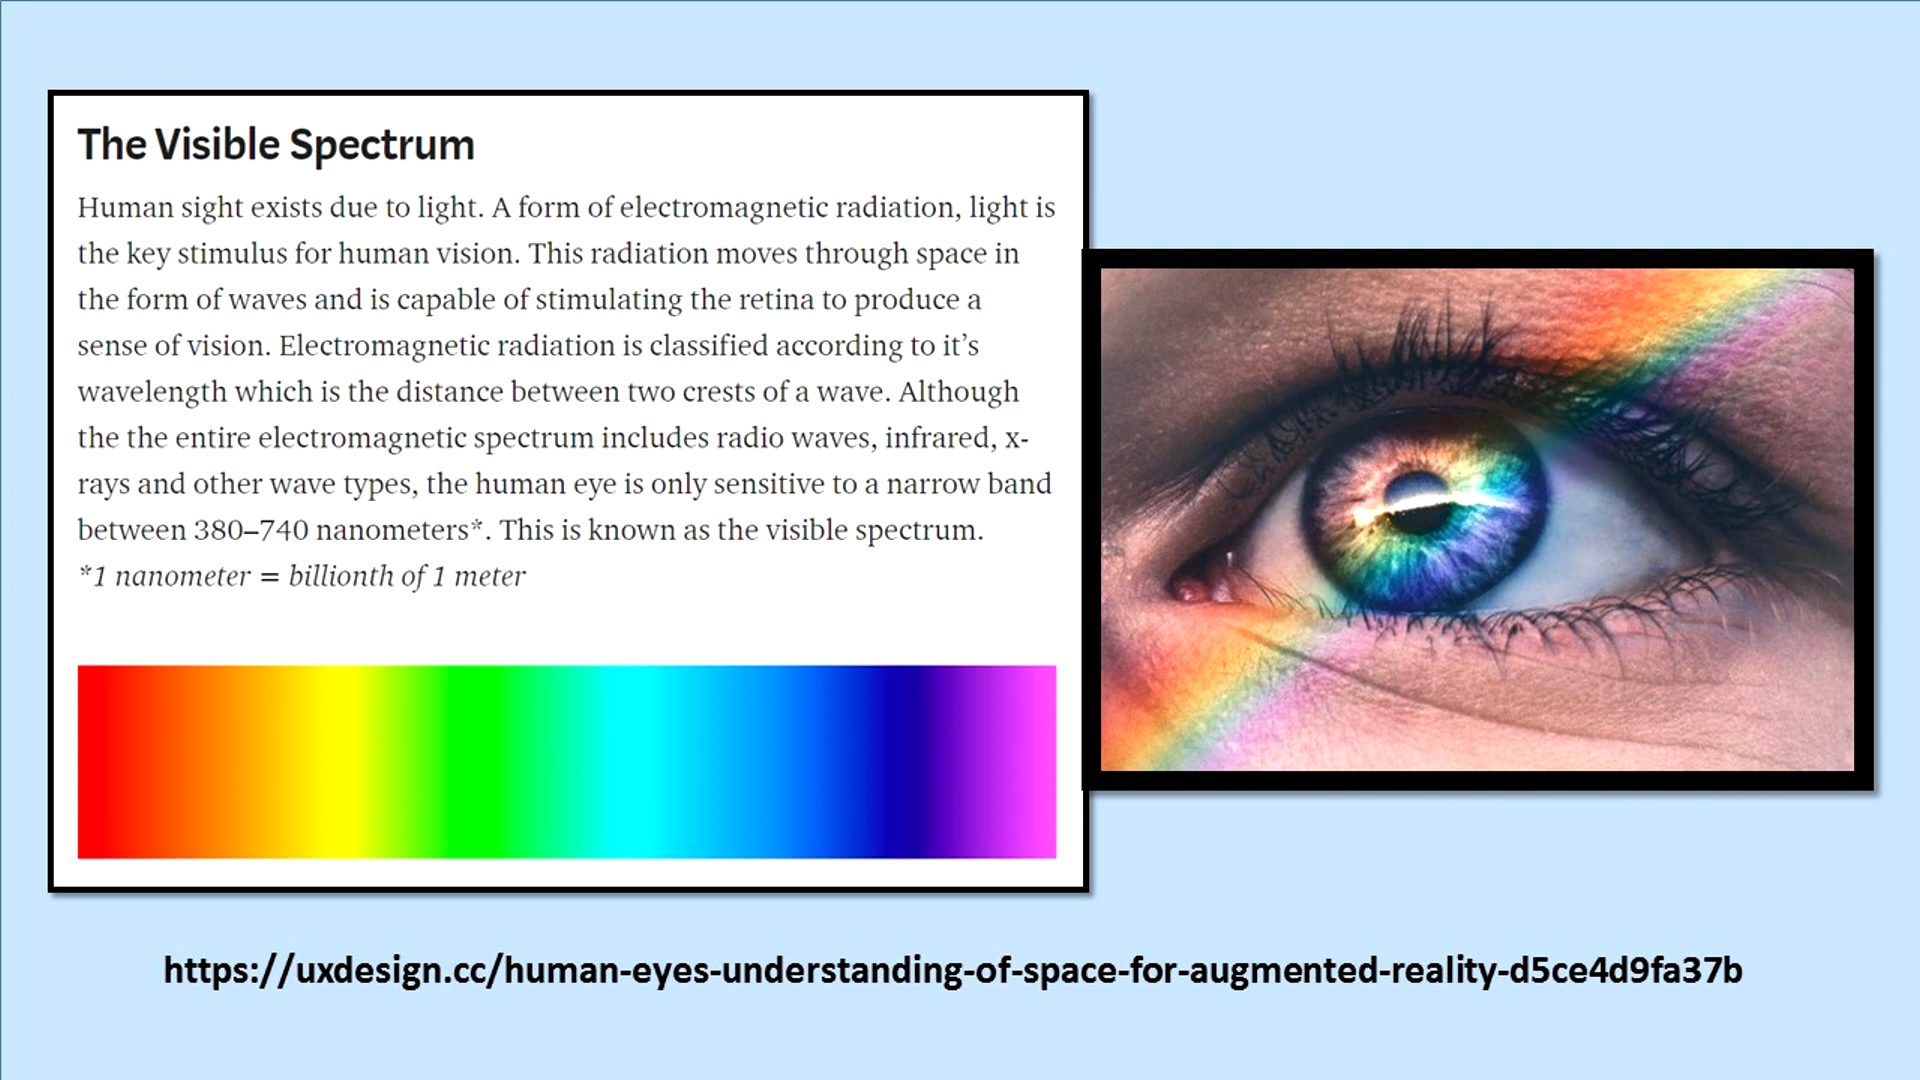 The Visible Spectrum
Human sight exists due to light. A form of electromagnetic radiation, light is
the key stimulus for human vision. This radiation moves through space in
the form of waves and is capable of stimulating the retina to produce a
sense of vision. Electromagnetic radiation is classified according to it’s
wavelength which is the distance between two crests of a wave. Although
the the entire electromagnetic spectrum includes radio waves, infrared, x-
rays and other wave types, the human eye is only sensitive to a narrow band
between 380–740 nanometers*. This is known as the visible spectrum.
*1 nanometer = billionth of 1 meter
https://uxdesign.cc/human-eyes-understanding-of-space-for-augmented-reality-d5ce4d9fa37b